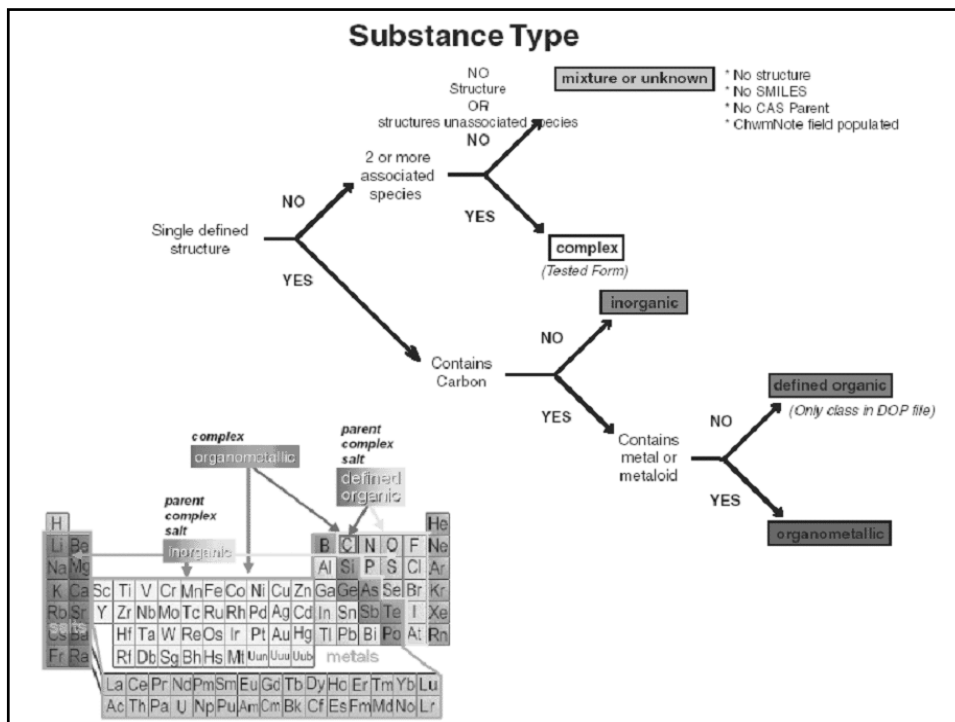 Substance Type
NO
Structure
OR
structures unassociated species
NO
mixture or unknown
* No structure
* No SMILES
* No CAS Parent
* ChwmNote field populated
2 or more
associated
species
NO
YES
Single defined
structure
YES
complex
(Tested Form)
inorganic
NO
Contains
Carbon
YES
defined organic
(Only class in DOP file)
NO
Contains
metal or
metaloid
YES
organometallic
complex
organometallic
parent
complex
salt
defined
organic
parent
complex
salt
inorganic
H He
Li Be B C N O F Ne
Na Mg Al Si P S Cl Ar
K Ca Sc Ti V Cr Mn Fe Co Ni Cu Zn Ga Ge As Se Br Kr
Rb Sr Y Zr Nb Mo Tc Ru Rh Pd Ag Cd In Sn Sb Te I Xe
salts
Cs Ba Hf Ta W Re Os Ir Pt Au Hg Tl Pb Bi Po At Rn
Fr Ra Rf Db Sg Bh Hs Mt Uun Uuu Uub metals
La Ce Pr Nd Pm Sm Eu Gd Tb Dy Ho Er Tm Yb Lu
Ac Th Pa U Np Pu Am Cm Bk Cf Es Fm Md No Lr